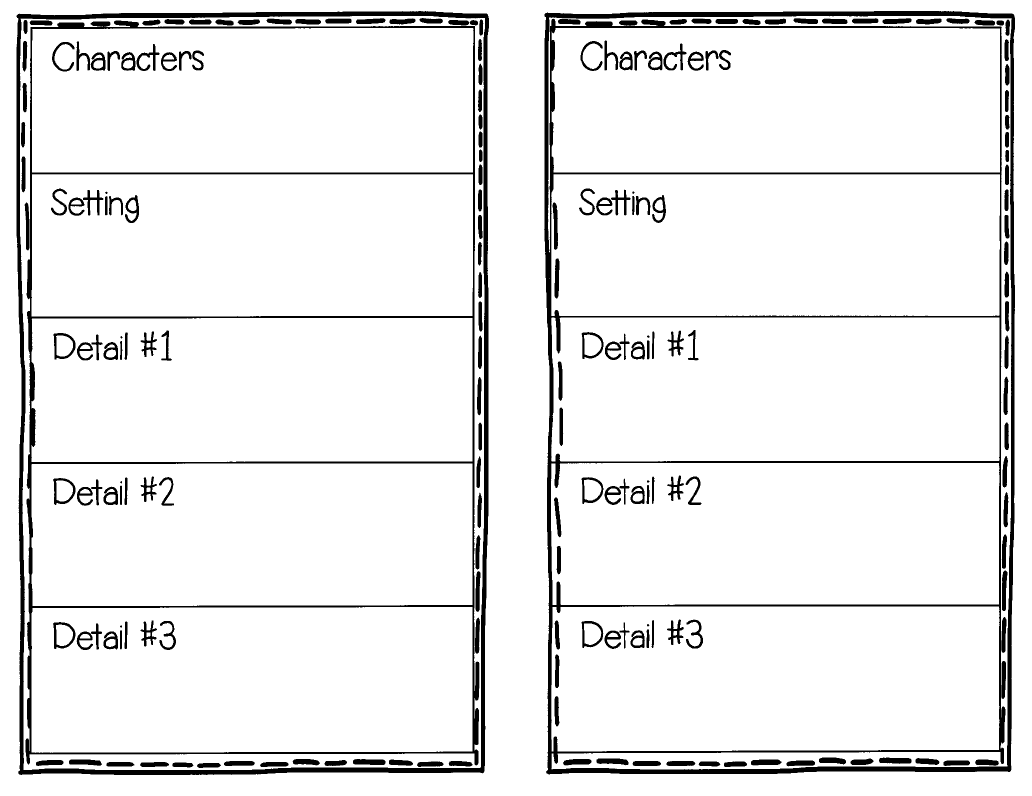 Characters
Setting
Detail #1
Detail #2
Detail #3
Characters
Setting
Detail #1
Detail #2
Detail #3